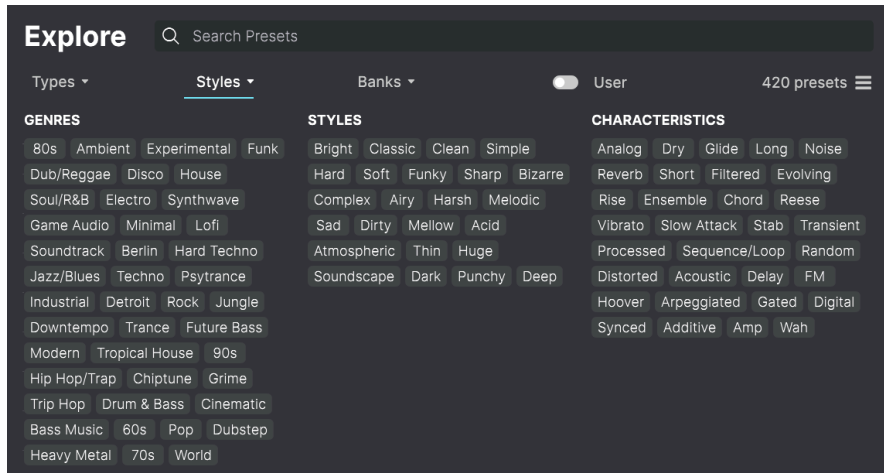 Explore Search Presets
Types Styles Banks User 420 presets
GENRES
80s Ambient Experimental Funk
Dub/Reggae Disco House
Soul/R&B Electro Synthwave
Game Audio Minimal Lofi
Soundtrack Berlin Hard Techno
Jazz/Blues Techno Psytrance
Industrial Detroit Rock Jungle
Downtempo Trance Future Bass
Modern Tropical House 90s
Hip Hop/Trap Chiptune Grime
Trip Hop Drum & Bass Cinematic
Bass Music 60s Pop Dubstep
Heavy Metal 70s World
STYLES
Bright Classic Clean Simple
Hard Soft Funky Sharp Bizarre
Complex Airy Harsh Melodic
Sad Dirty Mellow Acid
Atmospheric Thin Huge
Soundscape Dark Punchy Deep
CHARACTERISTICS
Analog Dry Glide Long Noise
Reverb Short Filtered Evolving
Rise Ensemble Chord Reese
Vibrato Slow Attack Stab Transient
Processed Sequence/Loop Random
Distorted Acoustic Delay FM
Hoover Arpeggiated Gated Digital
Synced Additive Amp Wah